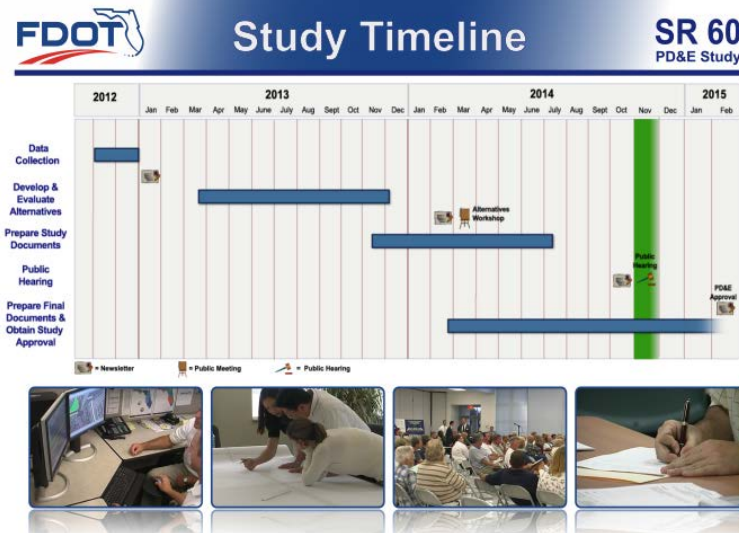 FDOT
Study Timeline
SR 60
PD&E Study
2012
2013
2014
2015
Jan Feb Mar Apr May June July Aug Sept Oct Nov Dec Jan Feb Mar Apr May June July Aug Sept Oct Nov Dec Jan Feb
Data
Collection
Develop &
Evaluate
Alternatives
Alternatives
Workshop
Prepare Study
Documents
Public
Hearing
Public
Hearing
PD&E
Approval
Prepare Final
Documents &
Obtain Study
Approval
= Newsletter
= Public Meeting
= Public Hearing